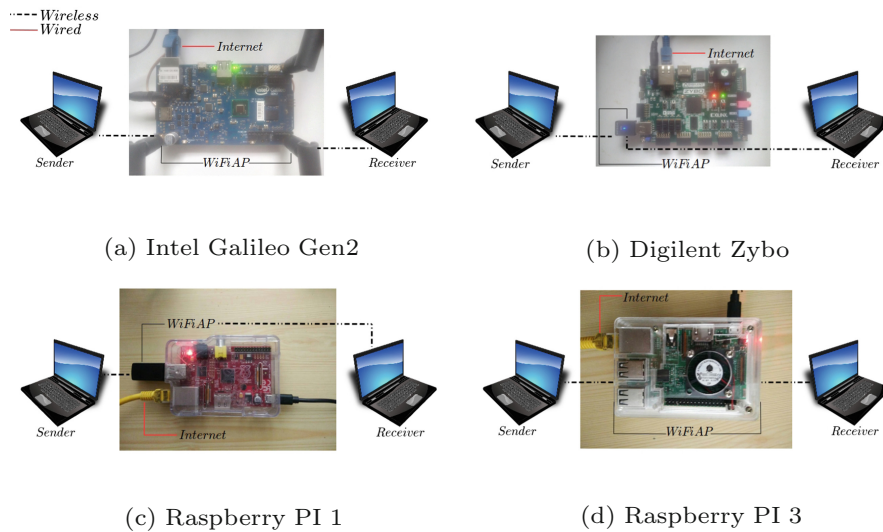 Wireless
Wired
Internet
Sender
WiFiAP
Receiver
(a) Intel Galileo Gen2
Internet
Sender
WiFiAP
Receiver
(b) Digilent Zybo
WiFiAP
Sender
Internet
Receiver
(c) Raspberry PI 1
Internet
Sender
WiFiAP
Receiver
(d) Raspberry PI 3